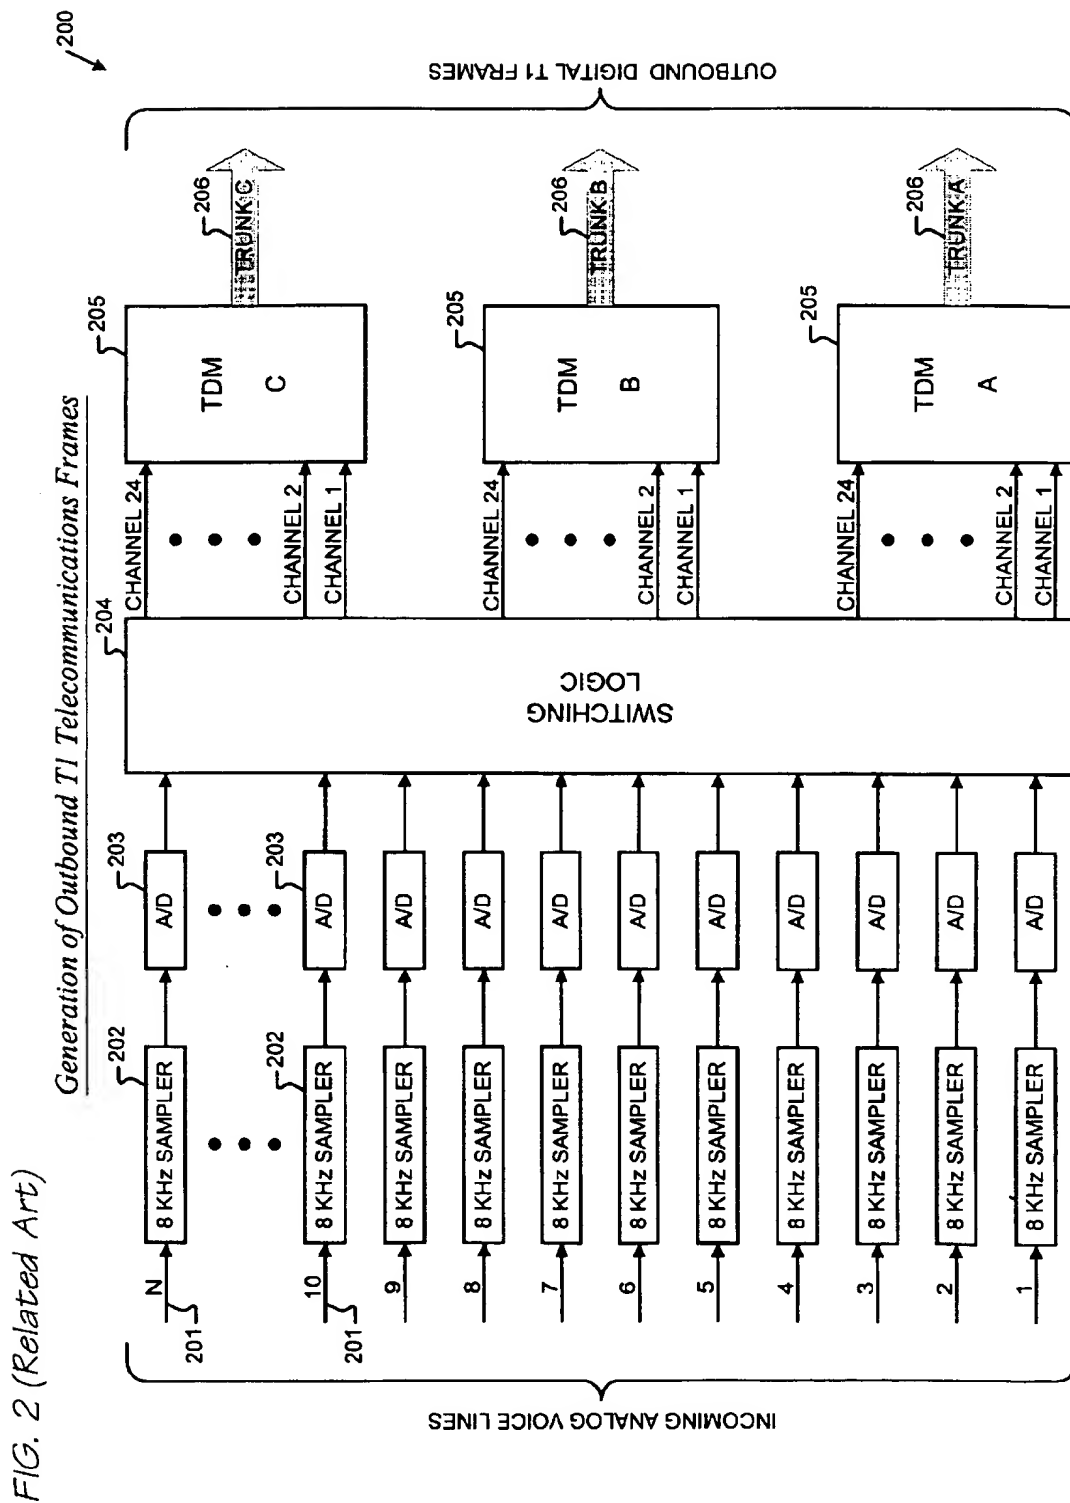 FIG. 2 (Related Art)
Generation of Outbound T1 Telecommunications Frames
200
INCOMING ANALOG VOICE LINES
N
201
10
201
9
8
7
6
5
4
3
2
1
202
8 KHz SAMPLER
202
8 KHz SAMPLER
8 KHz SAMPLER
8 KHz SAMPLER
8 KHz SAMPLER
8 KHz SAMPLER
8 KHz SAMPLER
8 KHz SAMPLER
8 KHz SAMPLER
8 KHz SAMPLER
8 KHz SAMPLER
203
A/D
203
A/D
A/D
A/D
A/D
A/D
A/D
A/D
A/D
A/D
A/D
204
SWITCHING
LOGIC
CHANNEL 24
CHANNEL 2
CHANNEL 1
CHANNEL 24
CHANNEL 2
CHANNEL 1
CHANNEL 24
CHANNEL 2
CHANNEL 1
205
TDM
C
205
TDM
B
205
TDM
A
206
TRUNK C
206
TRUNK B
206
TRUNK A
OUTBOUND DIGITAL T1 FRAMES